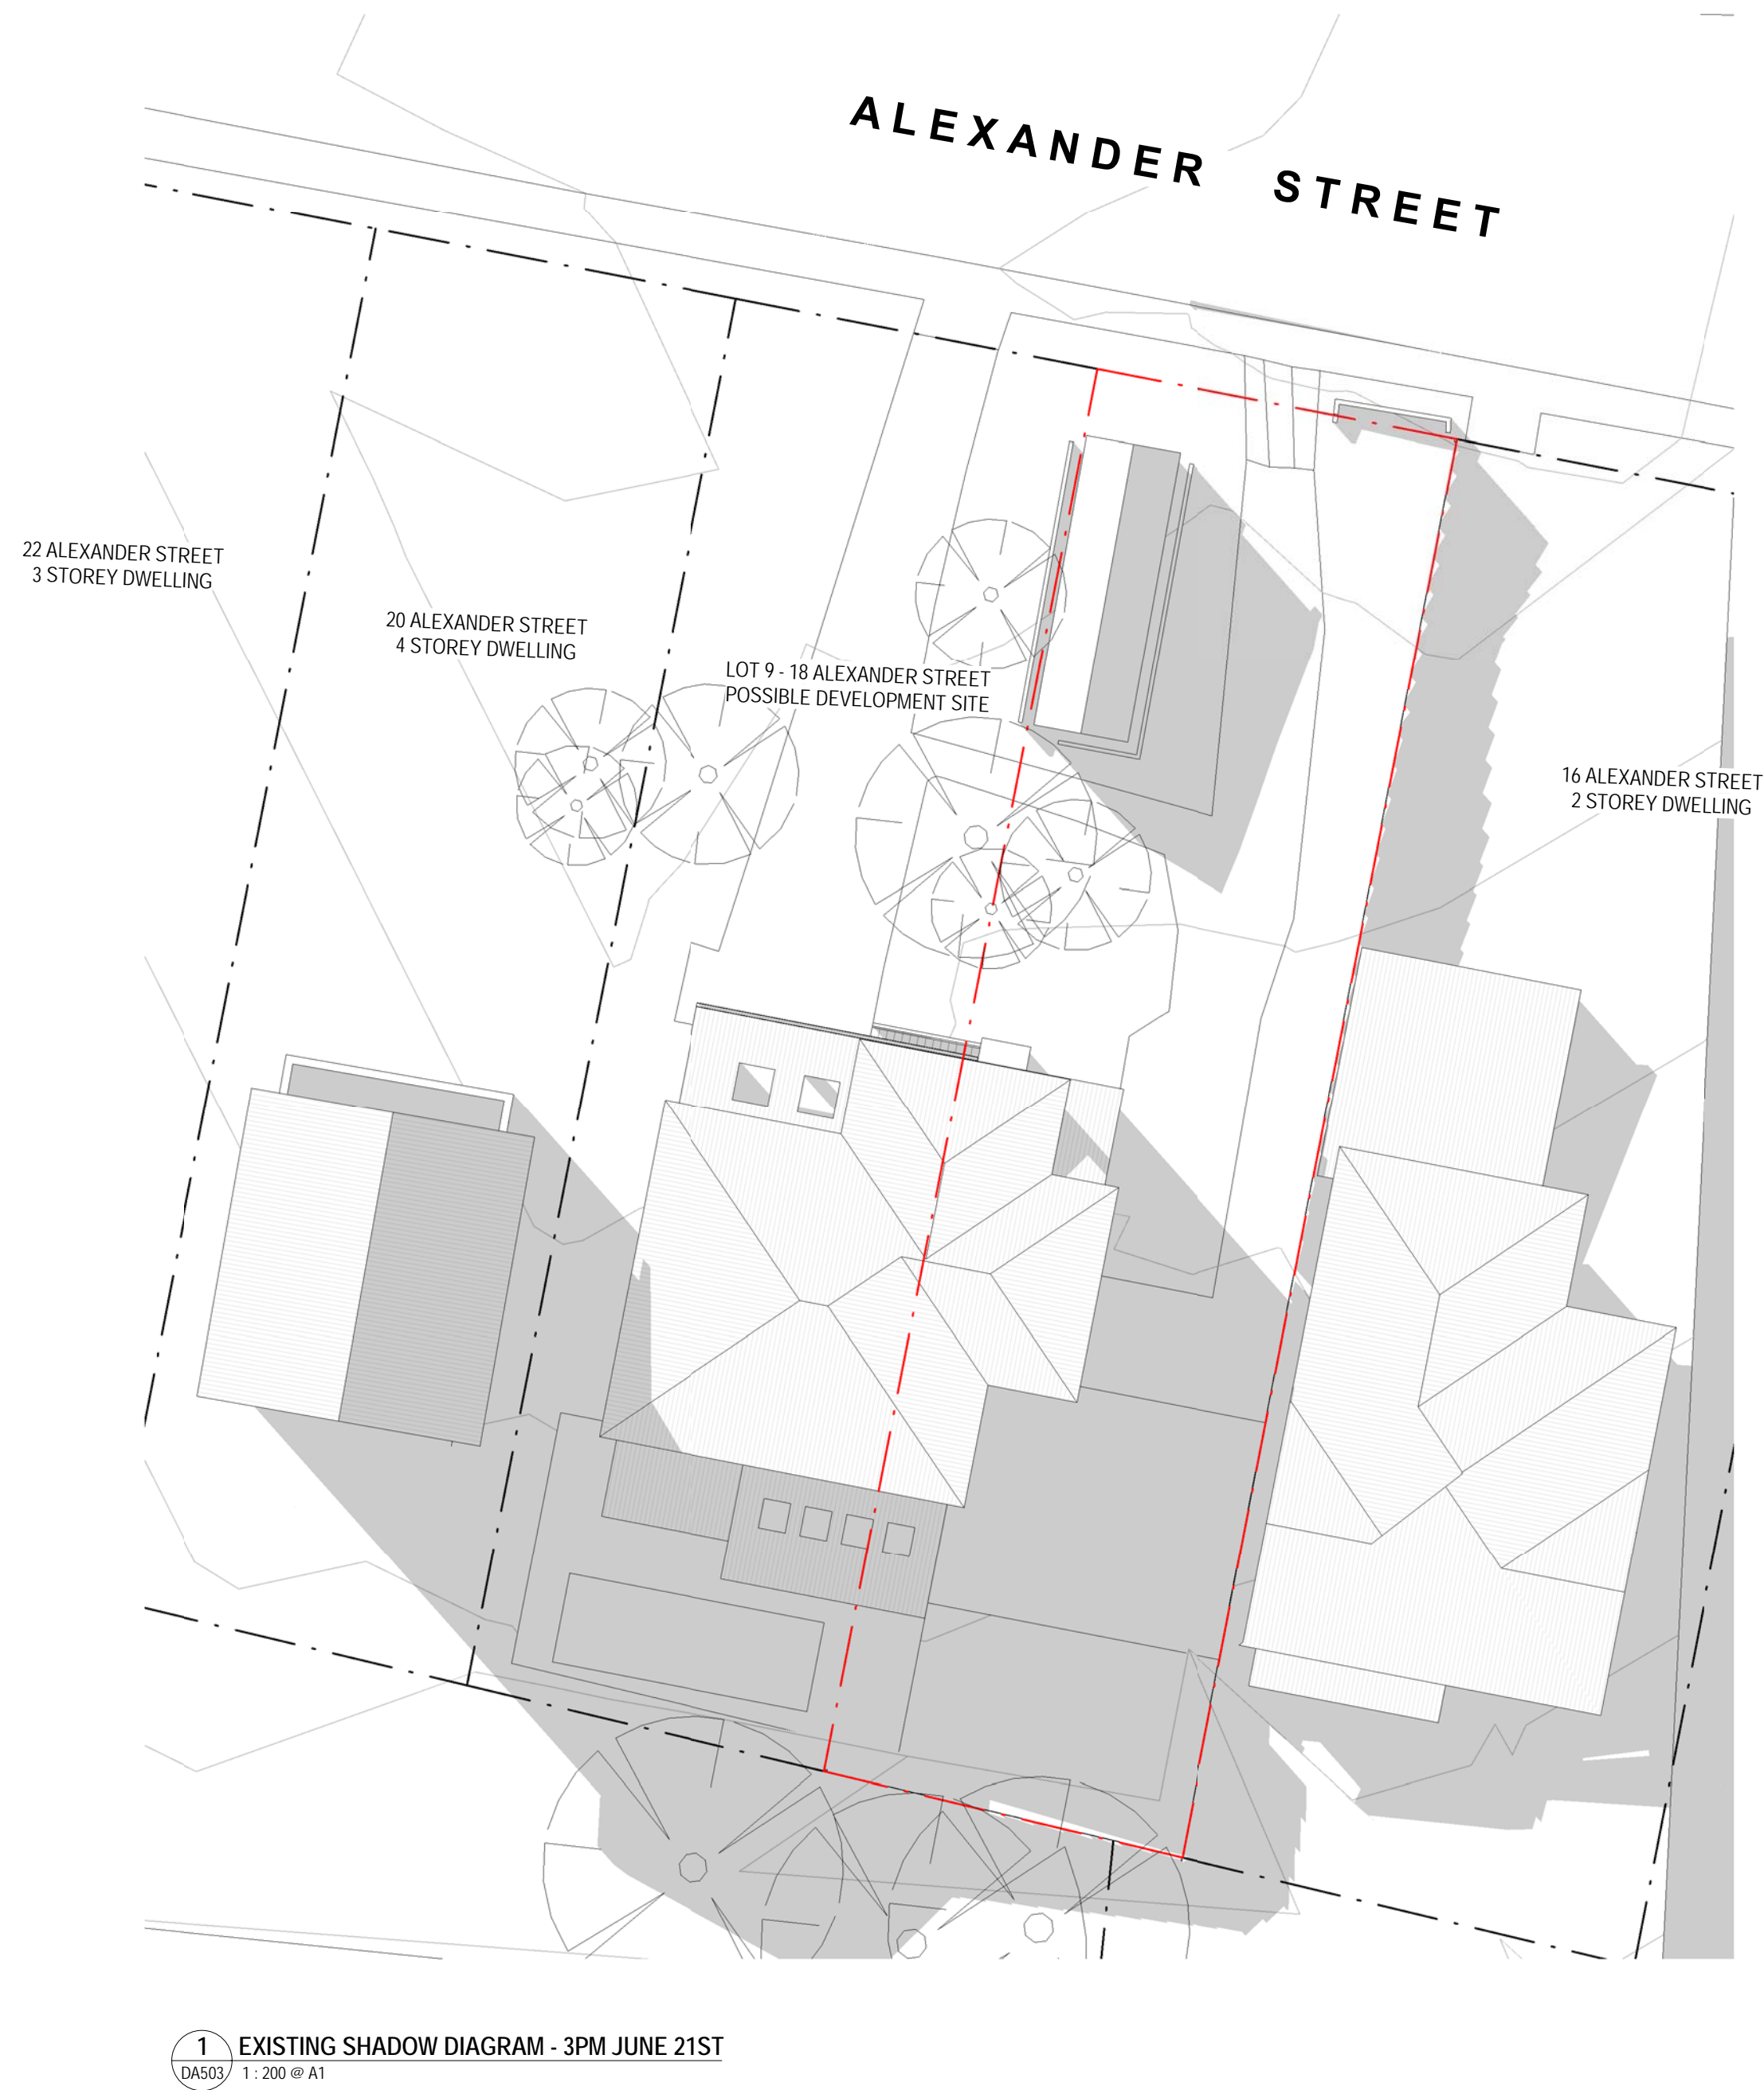 ALEXANDER STREET
22 ALEXANDER STREET
3 STOREY DWELLING
20 ALEXANDER STREET
4 STOREY DWELLING
LOT 9 - 18 ALEXANDER STREET
POSSIBLE DEVELOPMENT SITE
16 ALEXANDER STREET
2 STOREY DWELLING
1
DA503
EXISTING SHADOW DIAGRAM - 3PM JUNE 21ST
1 : 200 @ A1